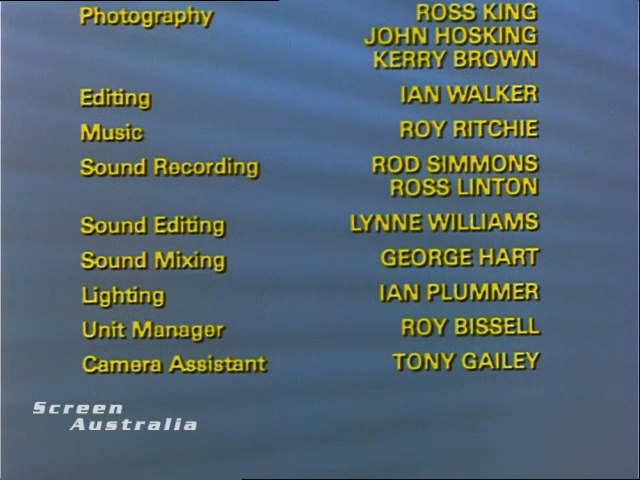 Photography ROSS KING
JOHN HOSKING
KERRY BROWN
Editing IAN WALKER
Music ROY RITCHIE
Sound Recording ROD SIMMONS
ROSS LINTON
Sound Editing LYNNE WILLIAMS
Sound Mixing GEORGE HART
Lighting IAN PLUMMER
Unit Manager ROY BISSELL
Camera Assistant TONY GAILEY
Screen
Australia